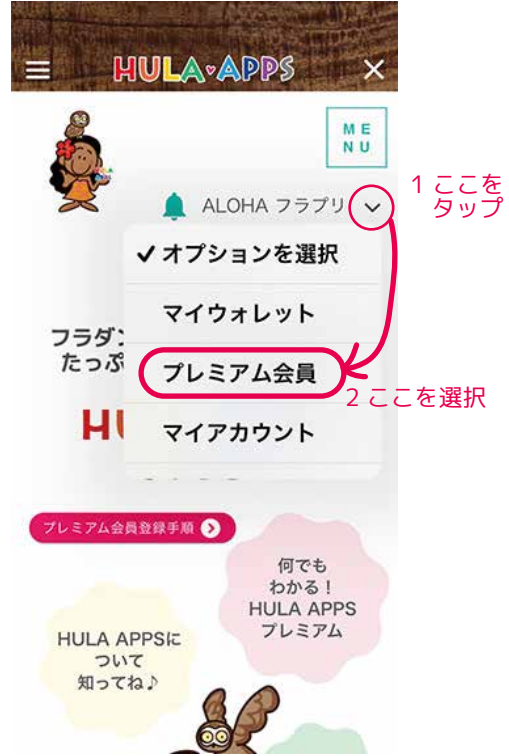 HULA♥APPS
ME
NU
ALOHA フラプリ
1 ここを
タップ
✓オプションを選択
マイウォレット
フラダン
たっぷ
プレミアム会員
2 ここを選択
マイアカウント
プレミアム会員登録手順
何でも
わかる！
HULA APPS
プレミアム
HULA APPSに
ついて
知ってね♪